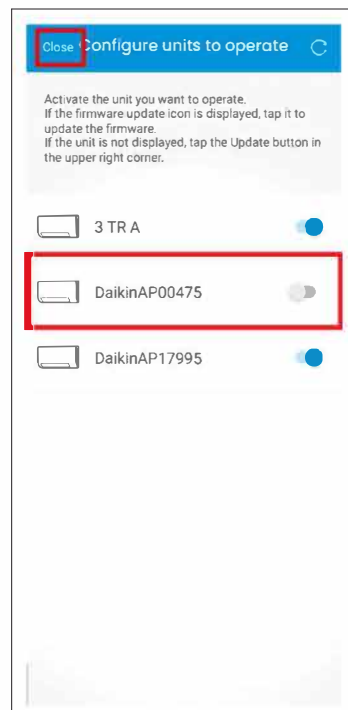 Close Configure units to operate
Activate the unit you want to operate.
If the firmware update icon is displayed, tap it to
update the firmware.
If the unit is not displayed, tap the Update button in
the upper right corner.
3 TR A
DaikinAP00475
DaikinAP17995